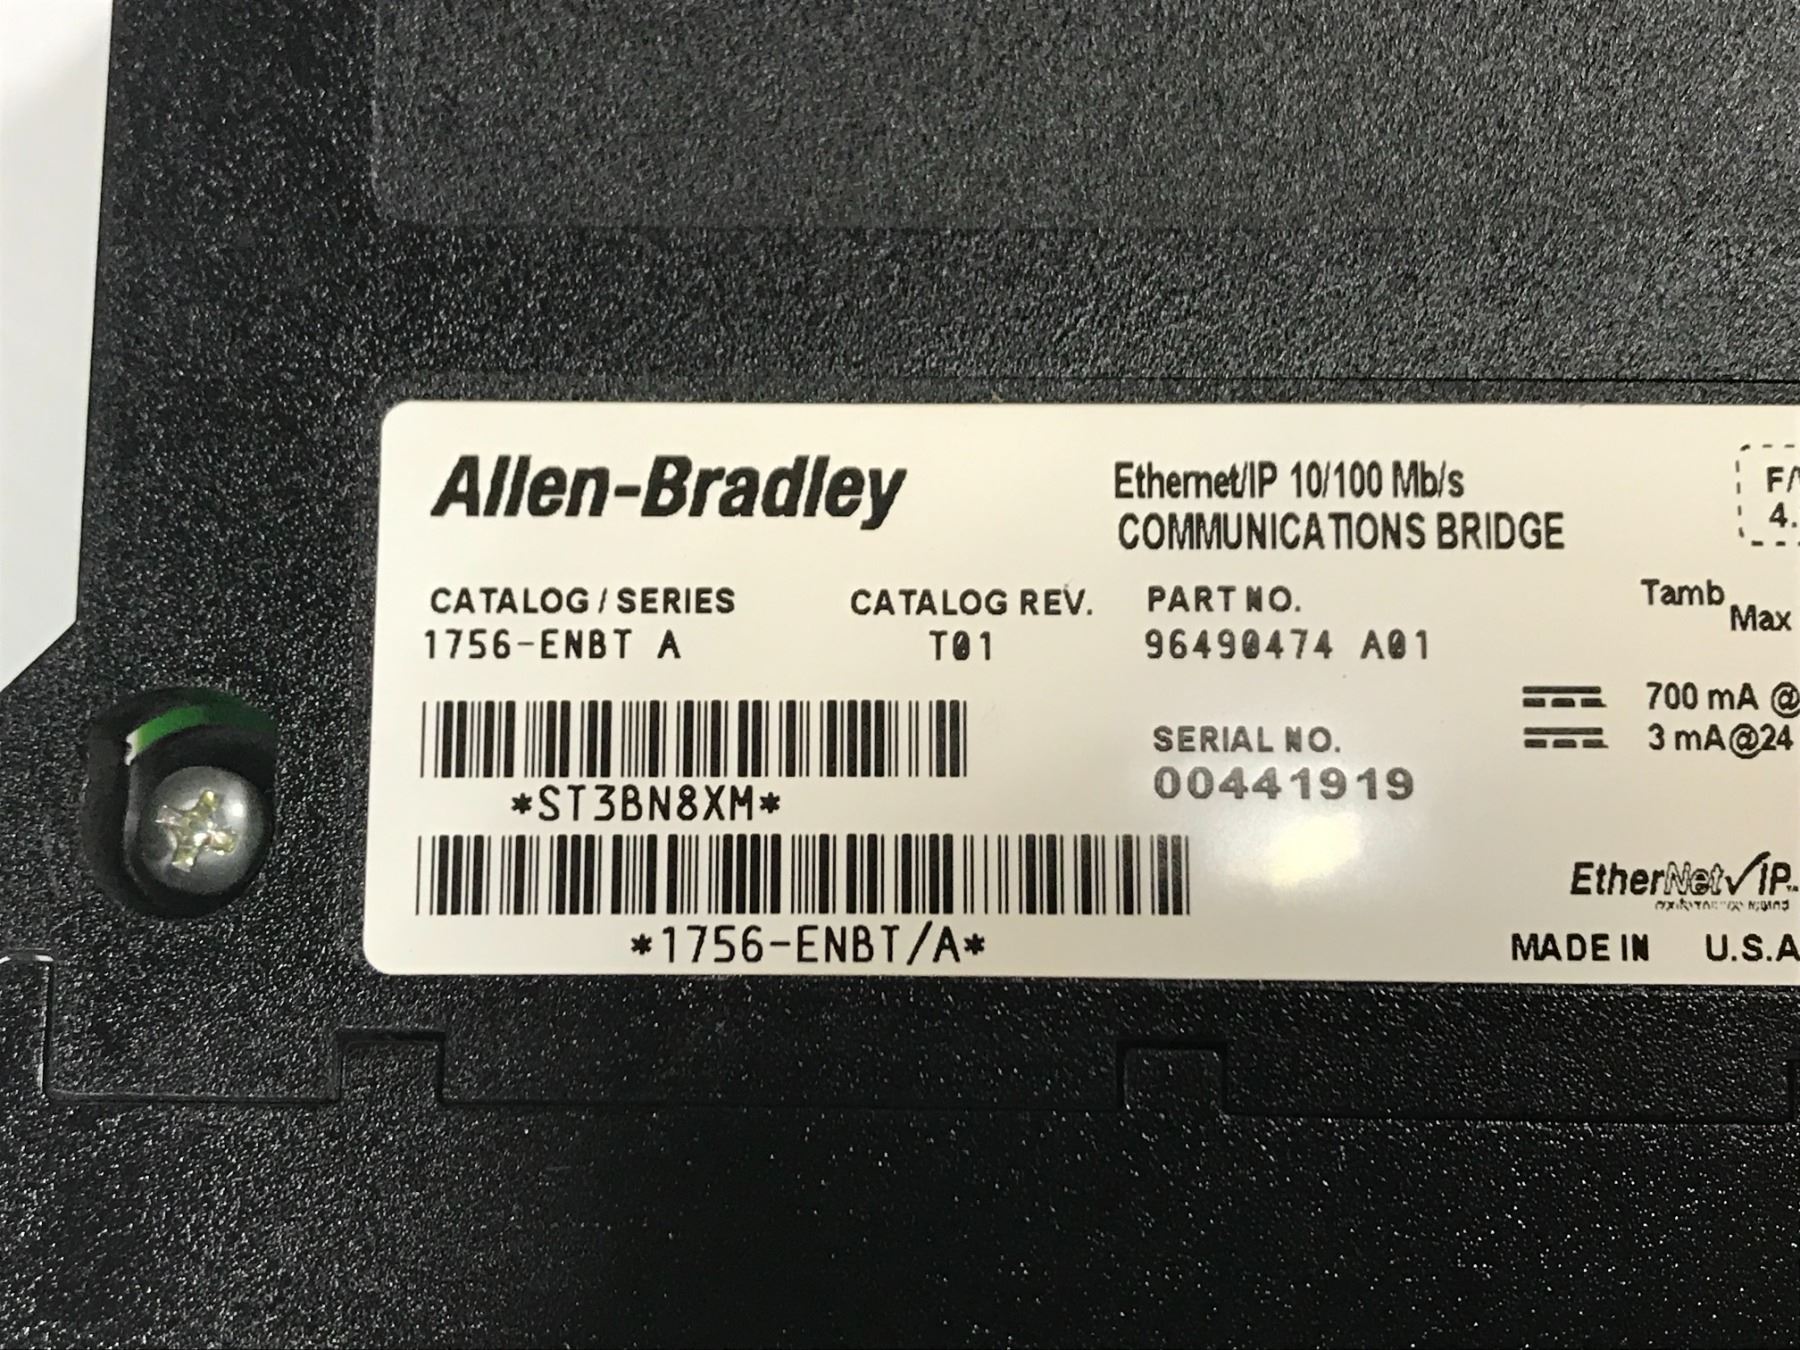 Allen-Bradley
Ethernet/IP 10/100 Mb/s
COMMUNICATIONS BRIDGE
F/
4.
CATALOG / SERIES
1756-ENBT A
CATALOG REV.
T01
PART NO.
96490474 A01
Tamb Max
700 mA @
3 mA@24
*ST3BN8XM*
SERIAL NO.
00441919
*1756-ENBT/A*
EtherNet/IP
MADE IN U.S.A